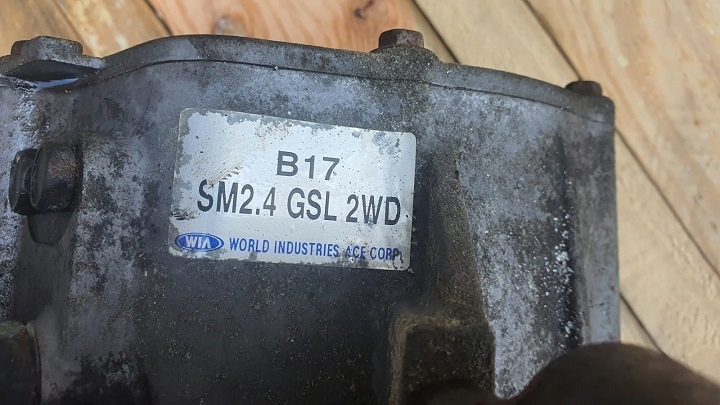 B17
SM2.4 GSL 2WD
WIA WORLD INDUSTRIES ACE CORP.